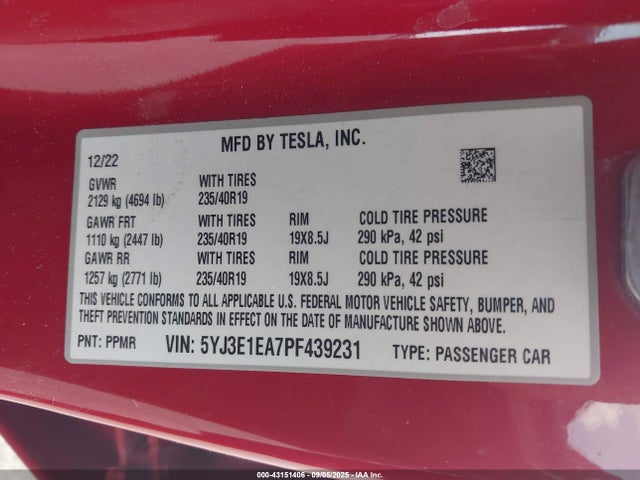 MFD BY TESLA, INC.
12/22
GVWR WITH TIRES
2129 kg (4694 lb) 235/40R19
GAWR FRT WITH TIRES RIM COLD TIRE PRESSURE
1110 kg (2447 lb) 235/40R19 19X8.5J 290 kPa, 42 psi
GAWR RR WITH TIRES RIM COLD TIRE PRESSURE
1257 kg (2771 lb) 235/40R19 19X8.5J 290 kPa, 42 psi
THIS VEHICLE CONFORMS TO ALL APPLICABLE U.S. FEDERAL MOTOR VEHICLE SAFETY, BUMPER, AND
THEFT PREVENTION STANDARDS IN EFFECT ON THE DATE OF MANUFACTURE SHOWN ABOVE.
PNT: PPMR VIN: 5YJ3E1EA7PF439231 TYPE: PASSENGER CAR
000-43151406 - 09/05/2025 - IAA Inc.